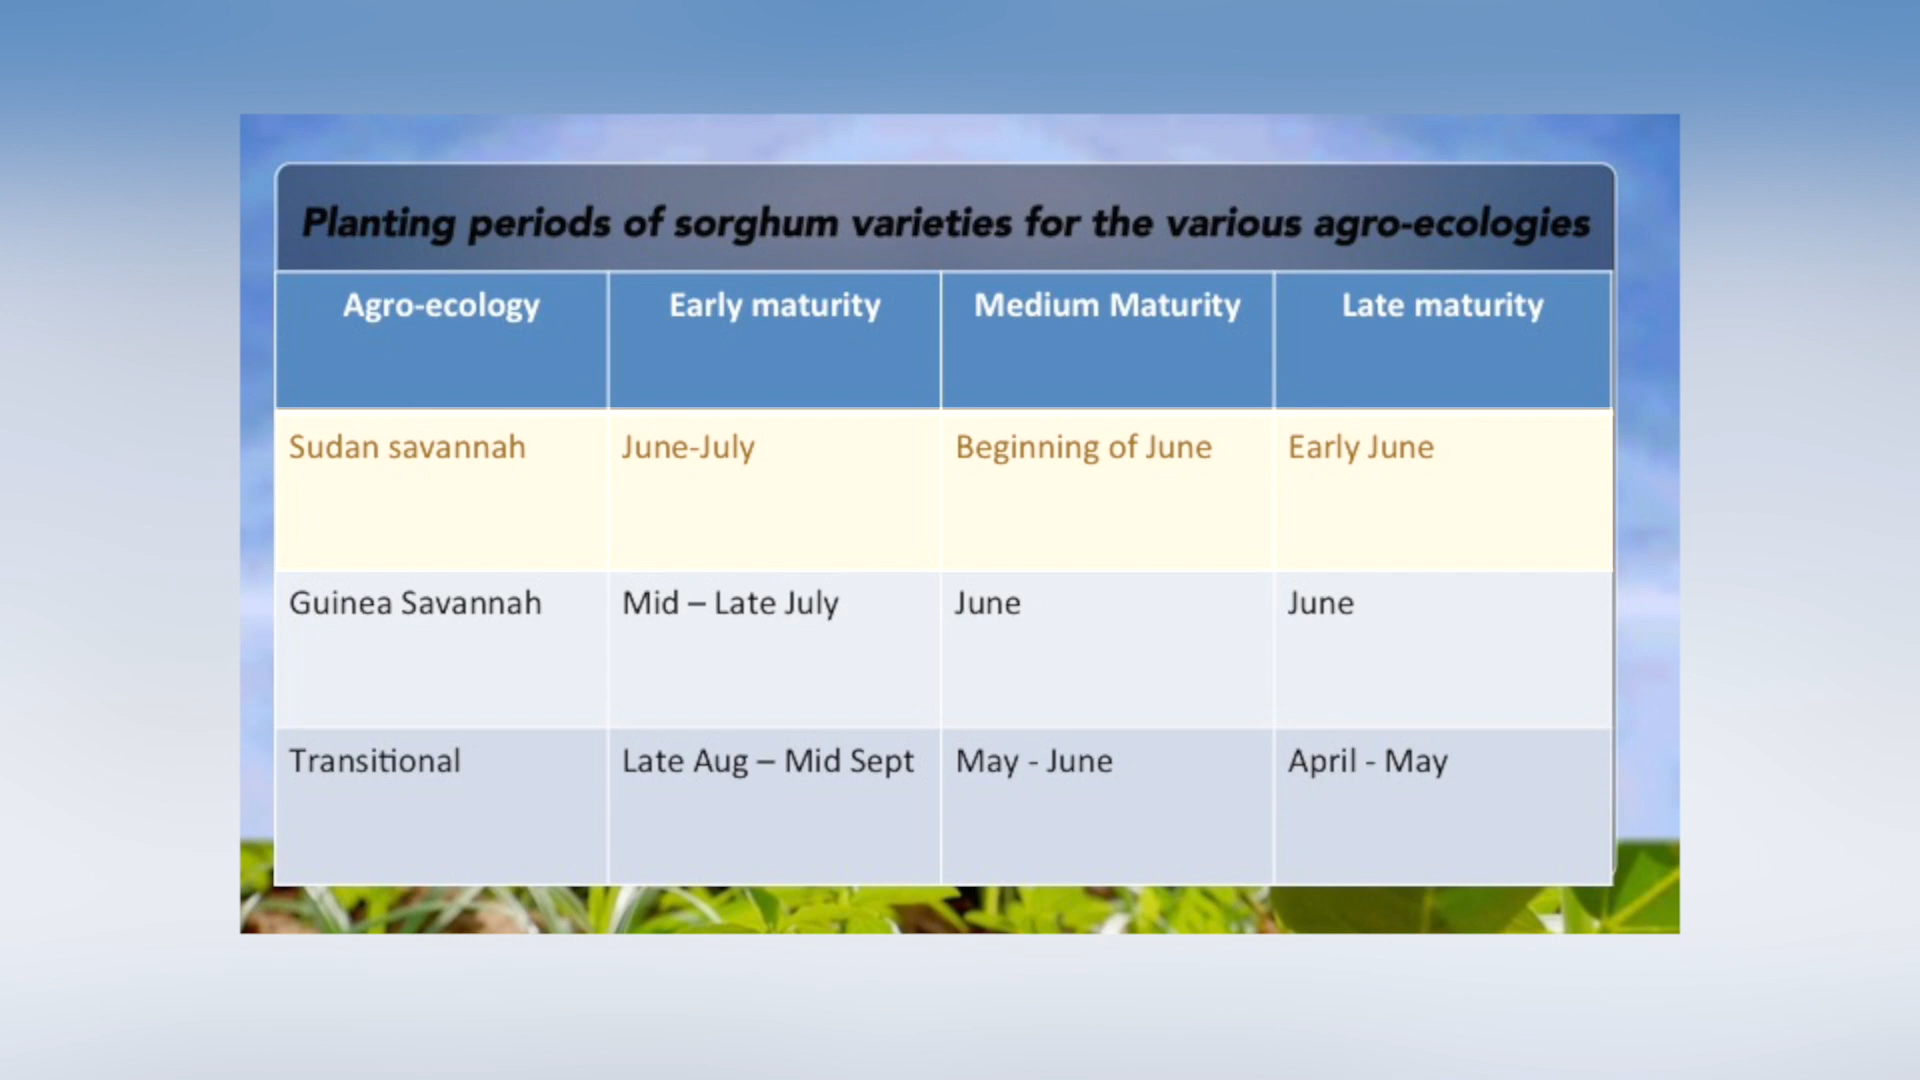 Planting periods of sorghum varieties for the various agro-ecologies
Agro-ecology Early maturity Medium Maturity Late maturity
Sudan savannah June-July Beginning of June Early June
Guinea Savannah Mid – Late July June June
Transitional Late Aug – Mid Sept May - June April - May